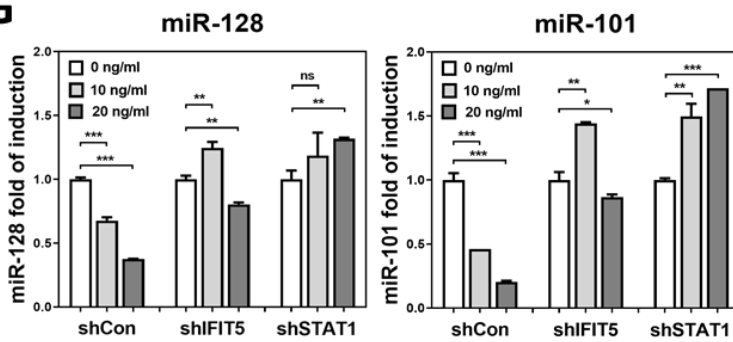 G
miR-128
miR-128 fold of induction
2.0
1.5
1.0
0.5
0.0
0 ng/ml
10 ng/ml
20 ng/ml
***
***
**
**
ns
**
shCon
shIFIT5
shSTAT1
miR-101
miR-101 fold of induction
2.0
1.5
1.0
0.5
0.0
0 ng/ml
10 ng/ml
20 ng/ml
***
***
**
*
***
**
shCon
shIFIT5
shSTAT1